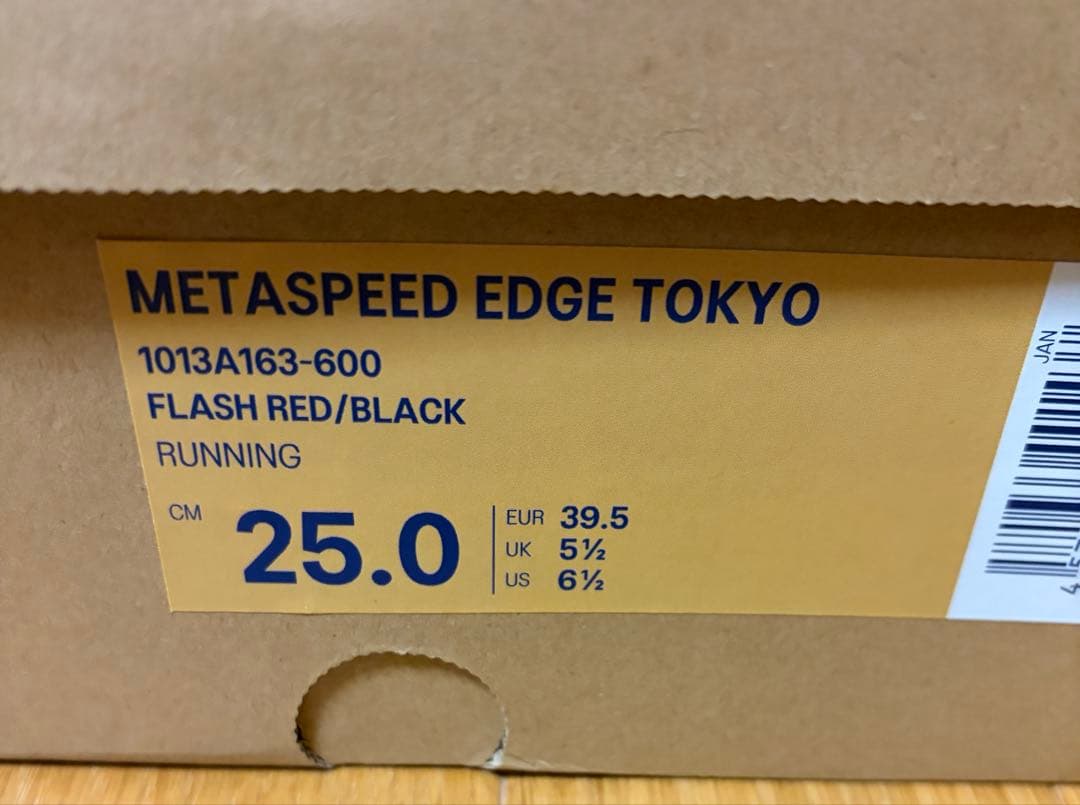 METASPEED EDGE TOKYO
1013A163-600
FLASH RED/BLACK
RUNNING
CM 25.0
EUR 39.5
UK 5½
US 6½
JAN